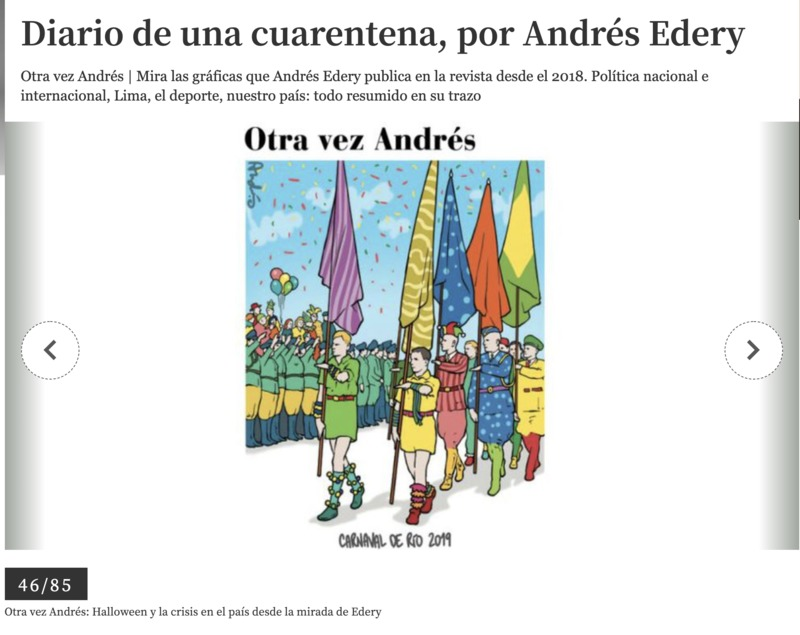 Diario de una cuarentena, por Andrés Edery
Otra vez Andrés | Mira las gráficas que Andrés Edery publica en la revista desde el 2018. Política nacional e
internacional, Lima, el deporte, nuestro país: todo resumido en su trazo
Otra vez Andrés
CARNAVAL DE RIO 2019
46/85
Otra vez Andrés: Halloween y la crisis en el país desde la mirada de Edery